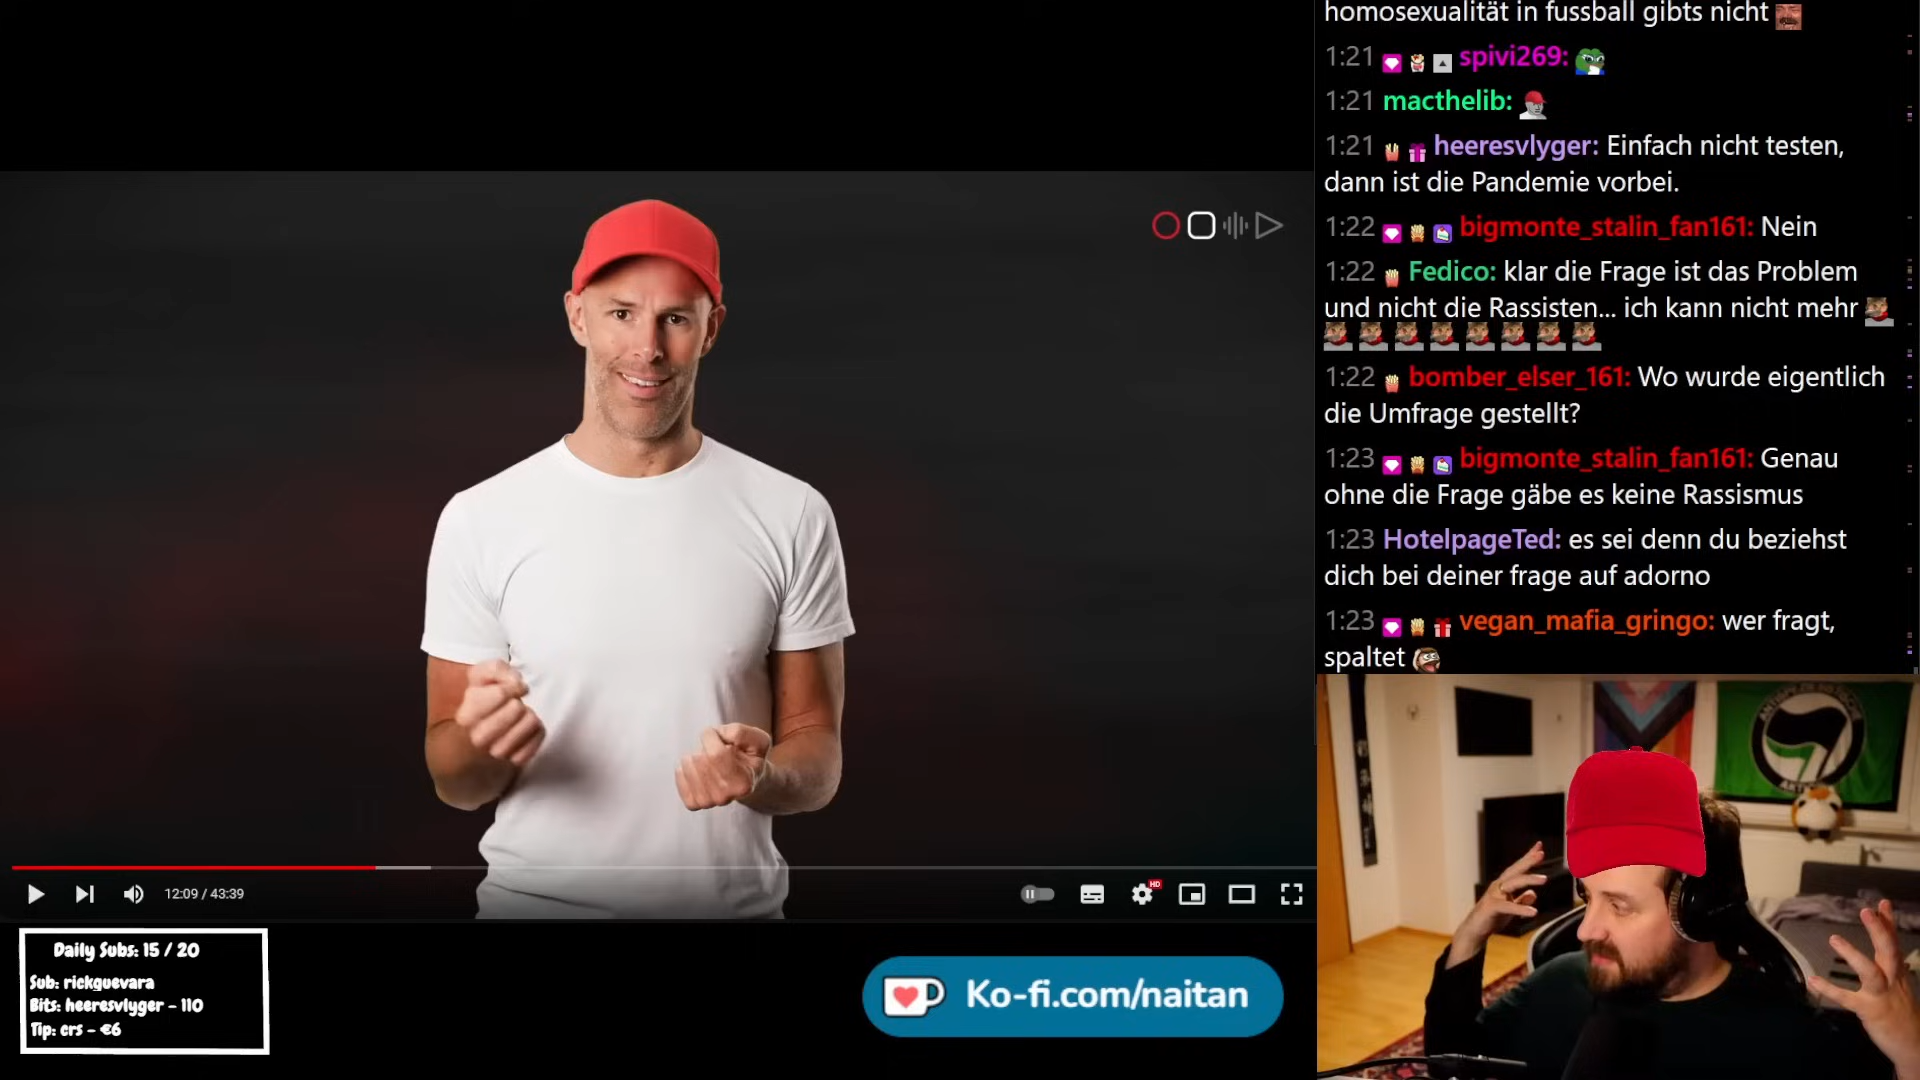 homosexualität in fussball gibts nicht
1:21 spivi269:
1:21 macthelib:
1:21 heeresvlyger: Einfach nicht testen,
dann ist die Pandemie vorbei.
1:22 bigmonte_stalin_fan161: Nein
1:22 Fedico: klar die Frage ist das Problem
und nicht die Rassisten... ich kann nicht mehr
1:22 bomber_elser_161: Wo wurde eigentlich
die Umfrage gestellt?
1:23 bigmonte_stalin_fan161: Genau
ohne die Frage gäbe es keine Rassismus
1:23 HotelpageTed: es sei denn du beziehst
dich bei deiner frage auf adorno
1:23 vegan_mafia_gringo: wer fragt,
spaltet
12:09 / 43:39
HD
Daily Subs: 15 / 20
Sub: rickguevara
Bits: heeresvlyger - 110
Tip: crs - €6
Ko-fi.com/naitan